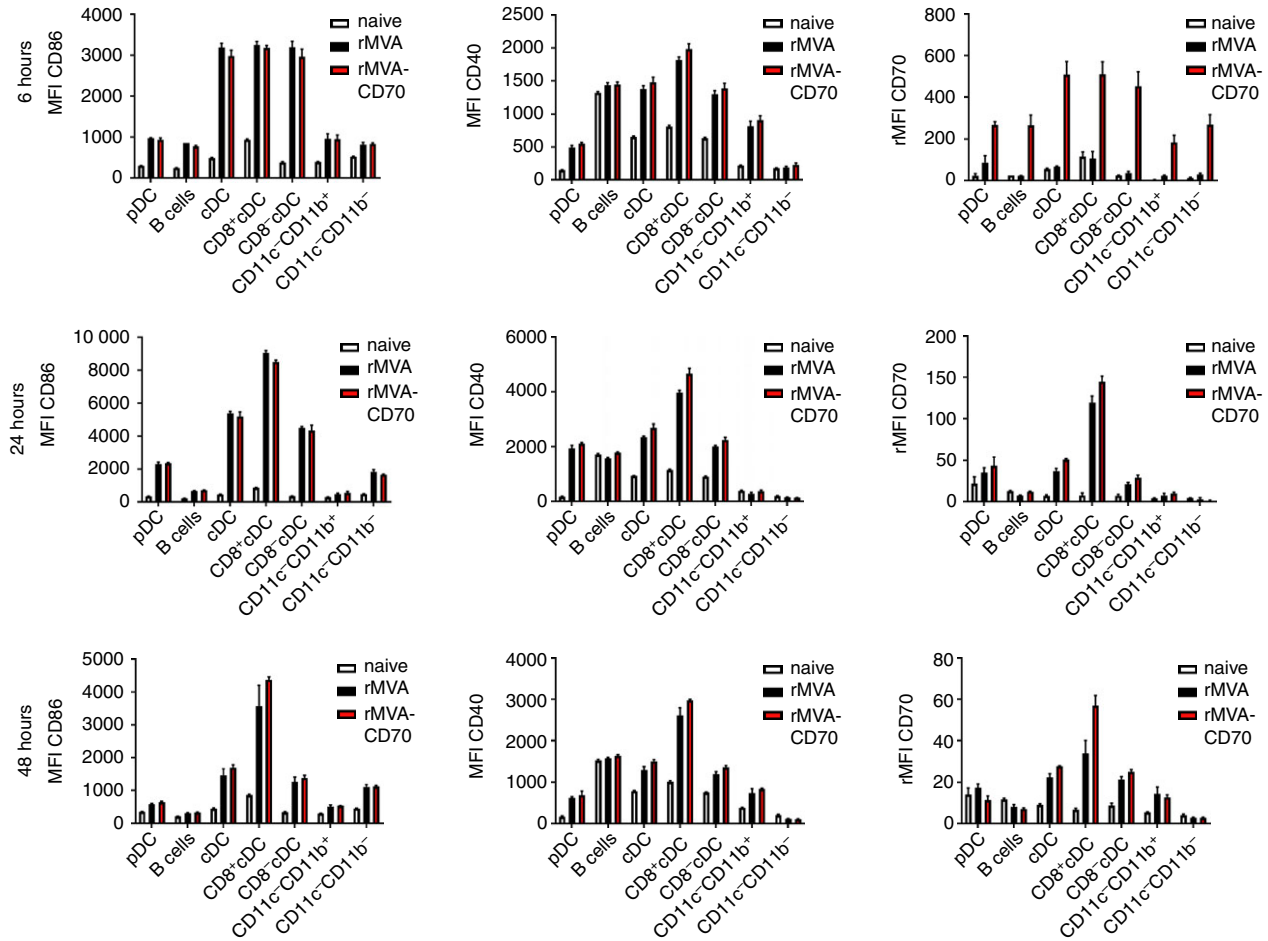 6 hours
MFI CD86
4000
3000
2000
1000
0
naive
rMVA
rMVA-
CD70
pDC
B cells
cDC
CD8⁺cDC
CD8⁻cDC
CD11c⁻CD11b⁺
CD11c⁻CD11b⁻
MFI CD40
2500
2000
1500
1000
500
0
naive
rMVA
rMVA-
CD70
pDC
B cells
cDC
CD8⁺cDC
CD8⁻cDC
CD11c⁻CD11b⁺
CD11c⁻CD11b⁻
rMFI CD70
800
600
400
200
0
naive
rMVA
rMVA-
CD70
pDC
B cells
cDC
CD8⁺cDC
CD8⁻cDC
CD11c⁻CD11b⁺
CD11c⁻CD11b⁻
24 hours
MFI CD86
10 000
8000
6000
4000
2000
0
naive
rMVA
rMVA-
CD70
pDC
B cells
cDC
CD8⁺cDC
CD8⁻cDC
CD11c⁻CD11b⁺
CD11c⁻CD11b⁻
MFI CD40
6000
4000
2000
0
naive
rMVA
rMVA-
CD70
pDC
B cells
cDC
CD8⁺cDC
CD8⁻cDC
CD11c⁻CD11b⁺
CD11c⁻CD11b⁻
rMFI CD70
200
150
100
50
0
naive
rMVA
rMVA-
CD70
pDC
B cells
cDC
CD8⁺cDC
CD8⁻cDC
CD11c⁻CD11b⁺
CD11c⁻CD11b⁻
48 hours
MFI CD86
5000
4000
3000
2000
1000
0
naive
rMVA
rMVA-
CD70
pDC
B cells
cDC
CD8⁺cDC
CD8⁻cDC
CD11c⁻CD11b⁺
CD11c⁻CD11b⁻
MFI CD40
4000
3000
2000
1000
0
naive
rMVA
rMVA-
CD70
pDC
B cells
cDC
CD8⁺cDC
CD8⁻cDC
CD11c⁻CD11b⁺
CD11c⁻CD11b⁻
rMFI CD70
80
60
40
20
0
naive
rMVA
rMVA-
CD70
pDC
B cells
cDC
CD8⁺cDC
CD8⁻cDC
CD11c⁻CD11b⁺
CD11c⁻CD11b⁻